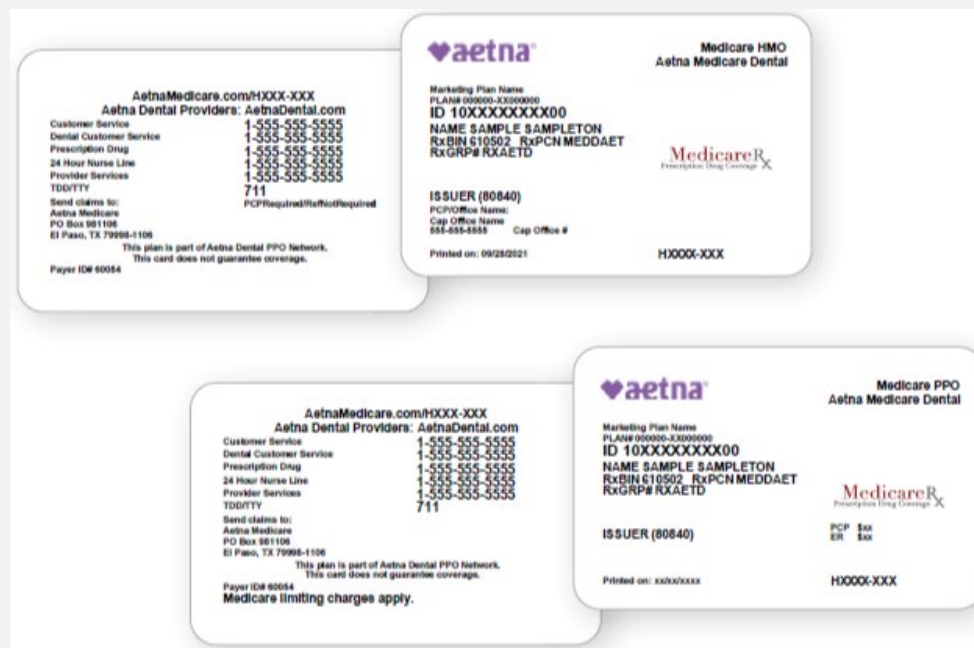 AetnaMedicare.com/HXXX-XXX
Aetna Dental Providers: AetnaDental.com
Customer Service 1-555-555-5555
Dental Customer Service 1-555-555-5555
Prescription Drug 1-555-555-5555
24 Hour Nurse Line 1-555-555-5555
Provider Services 1-555-555-5555
TDD/TTY 711
Send claims to: PCPRequired/RefNotRequired
Aetna Medicare
PO Box 981106
El Paso, TX 79998-1106
This plan is part of Aetna Dental PPO Network.
This card does not guarantee coverage.
Payer ID# 60054
aetna®
Medicare HMO
Aetna Medicare Dental
Marketing Plan Name
PLAN# 000000-XX000000
ID 10XXXXXXXX00
NAME SAMPLE SAMPLETON
RxBIN 610502 RxPCN MEDDAET
RxGRP# RXAETD
MedicareRx
Prescription Drug Coverage
ISSUER (80840)
PCP/Office Name:
Cap Office Name
555-555-5555 Cap Office #
Printed on: 09/28/2021 HXXXX-XXX
AetnaMedicare.com/HXXX-XXX
Aetna Dental Providers: AetnaDental.com
Customer Service 1-555-555-5555
Dental Customer Service 1-555-555-5555
Prescription Drug 1-555-555-5555
24 Hour Nurse Line 1-555-555-5555
Provider Services 1-555-555-5555
TDD/TTY 711
Send claims to:
Aetna Medicare
PO Box 981106
El Paso, TX 79998-1106
This plan is part of Aetna Dental PPO Network.
This card does not guarantee coverage.
Payer ID# 60054
Medicare limiting charges apply.
aetna®
Medicare PPO
Aetna Medicare Dental
Marketing Plan Name
PLAN# 000000-XX000000
ID 10XXXXXXXX00
NAME SAMPLE SAMPLETON
RxBIN 610502 RxPCN MEDDAET
RxGRP# RXAETD
MedicareRx
Prescription Drug Coverage
ISSUER (80840)
PCP $xx
ER $xx
Printed on: xx/xx/xxxx HXXXX-XXX